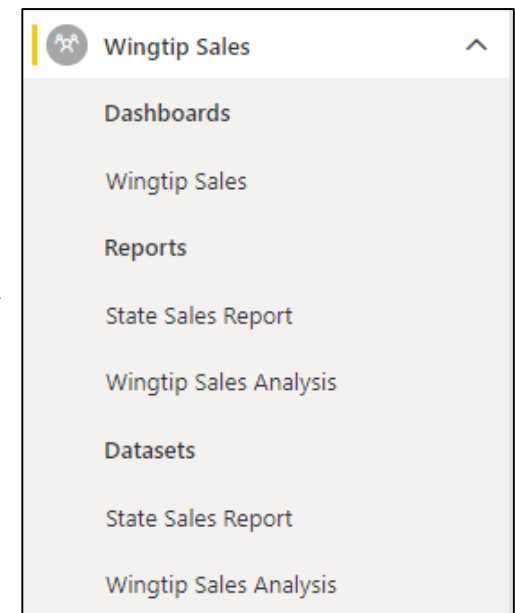 Wingtip Sales
Dashboards
Wingtip Sales
Reports
State Sales Report
Wingtip Sales Analysis
Datasets
State Sales Report
Wingtip Sales Analysis